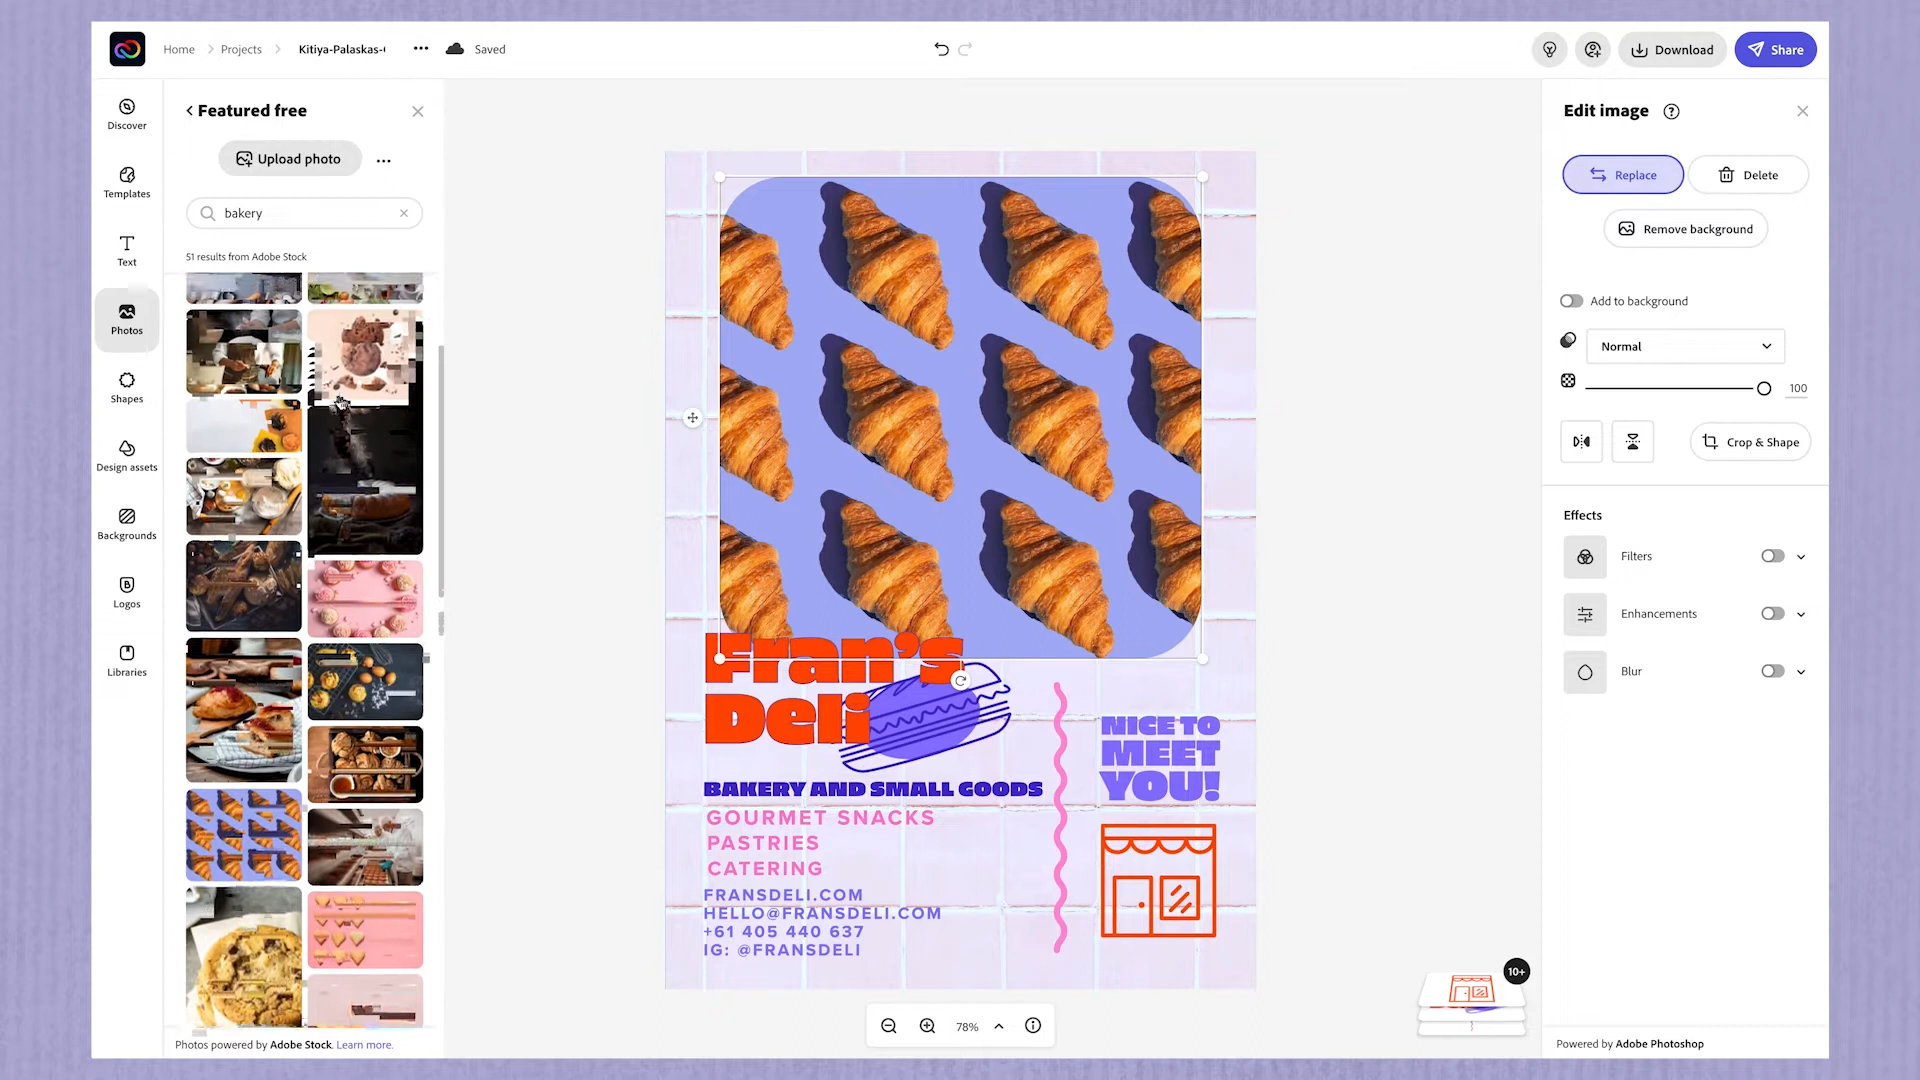 Home
Projects
Kitiya-Palaskas-
Saved
Download
Share
Discover
Templates
Text
Photos
Shapes
Design assets
Backgrounds
Logos
Libraries
Featured free
Upload photo
bakery
51 results from Adobe Stock
Photos powered by Adobe Stock. Learn more.
Fran's
Deli
BAKERY AND SMALL GOODS
GOURMET SNACKS
PASTRIES
CATERING
FRANSDELI.COM
HELLO@FRANSDELI.COM
+61 405 440 637
IG: @FRANSDELI
NICE TO
MEET
YOU!
78%
10+
Edit image
Replace
Delete
Remove background
Add to background
Normal
100
Crop & Shape
Effects
Filters
Enhancements
Blur
Powered by Adobe Photoshop